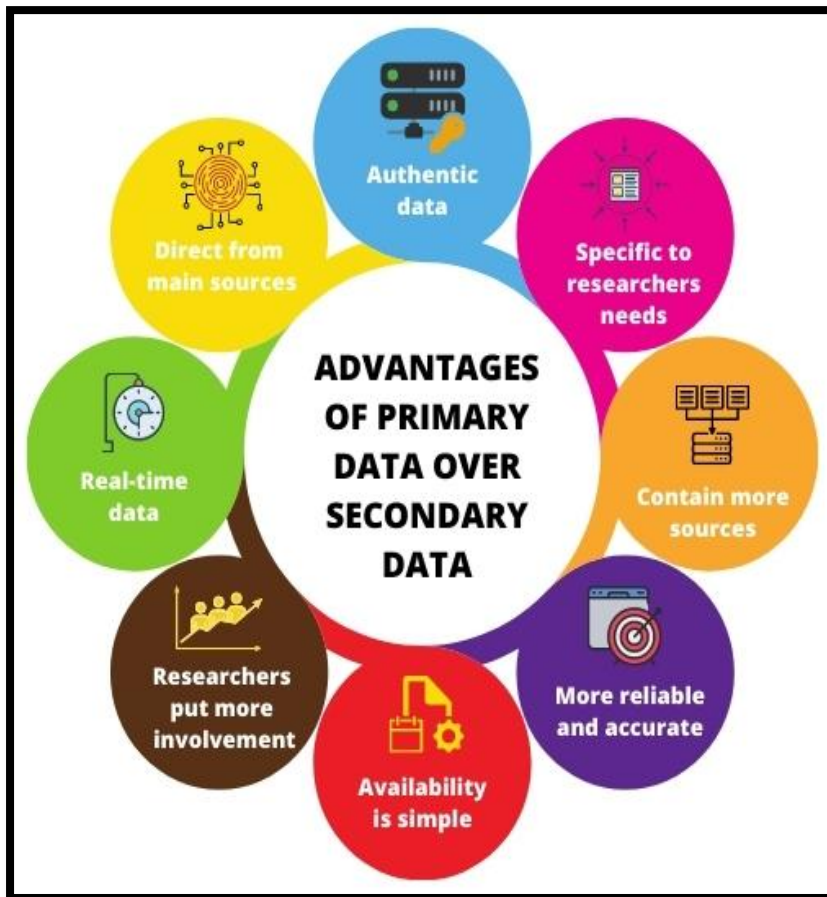 ADVANTAGES
OF PRIMARY
DATA OVER
SECONDARY
DATA
Authentic
data
Specific to
researchers
needs
Contain more
sources
More reliable
and accurate
Availability
is simple
Researchers
put more
involvement
Real-time
data
Direct from
main sources